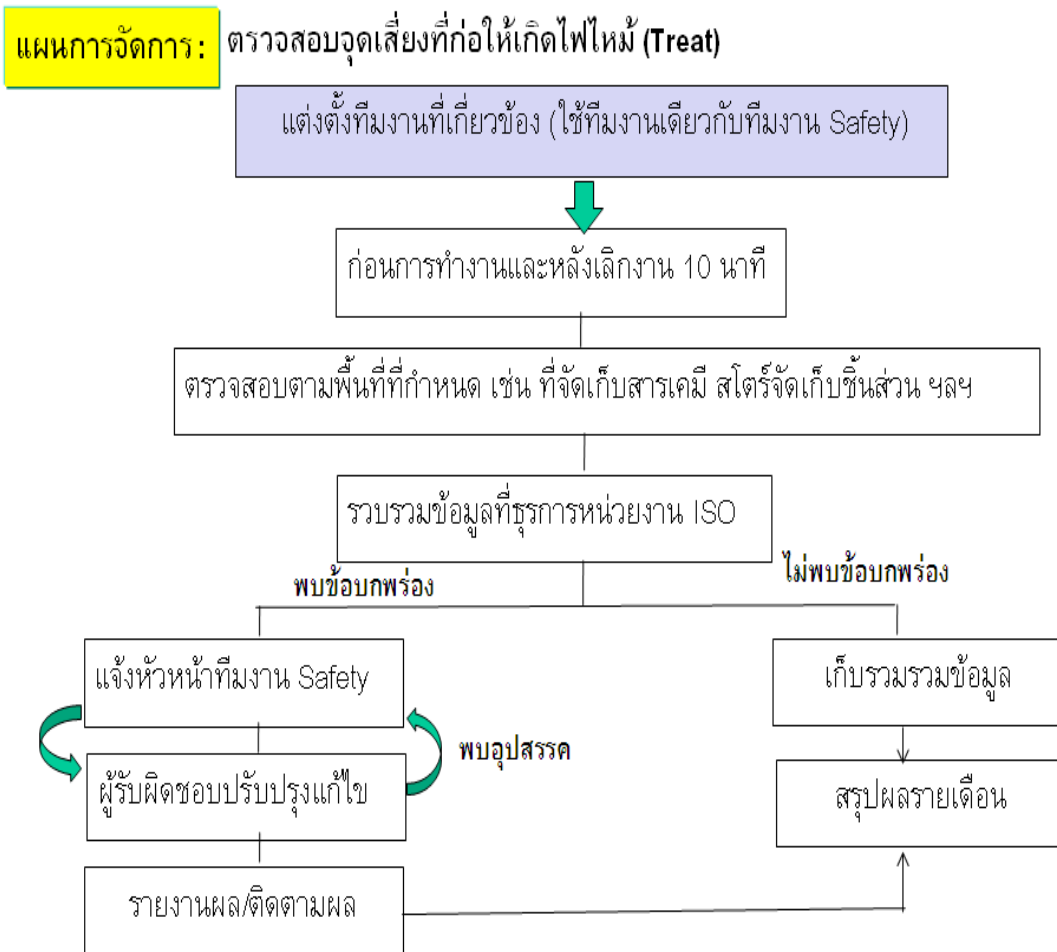 แผนการจัดการ : ตรวจสอบจุดเสี่ยงที่ก่อให้เกิดไฟไหม้ (Treat)
แต่งตั้งทีมงานที่เกี่ยวข้อง (ใช้ทีมงานเดียวกับทีมงาน Safety)
ก่อนการทำงานและหลังเลิกงาน 10 นาที
ตรวจสอบตามพื้นที่ที่กำหนด เช่น ที่จัดเก็บสารเคมี สโตร์จัดเก็บชิ้นส่วน ฯลฯ
รวบรวมข้อมูลที่ธุรการหน่วยงาน ISO
พบข้อบกพร่อง
ไม่พบข้อบกพร่อง
แจ้งหัวหน้าทีมงาน Safety
เก็บรวมรวมข้อมูล
พบอุปสรรค
ผู้รับผิดชอบปรับปรุงแก้ไข
สรุปผลรายเดือน
รายงานผล/ติดตามผล